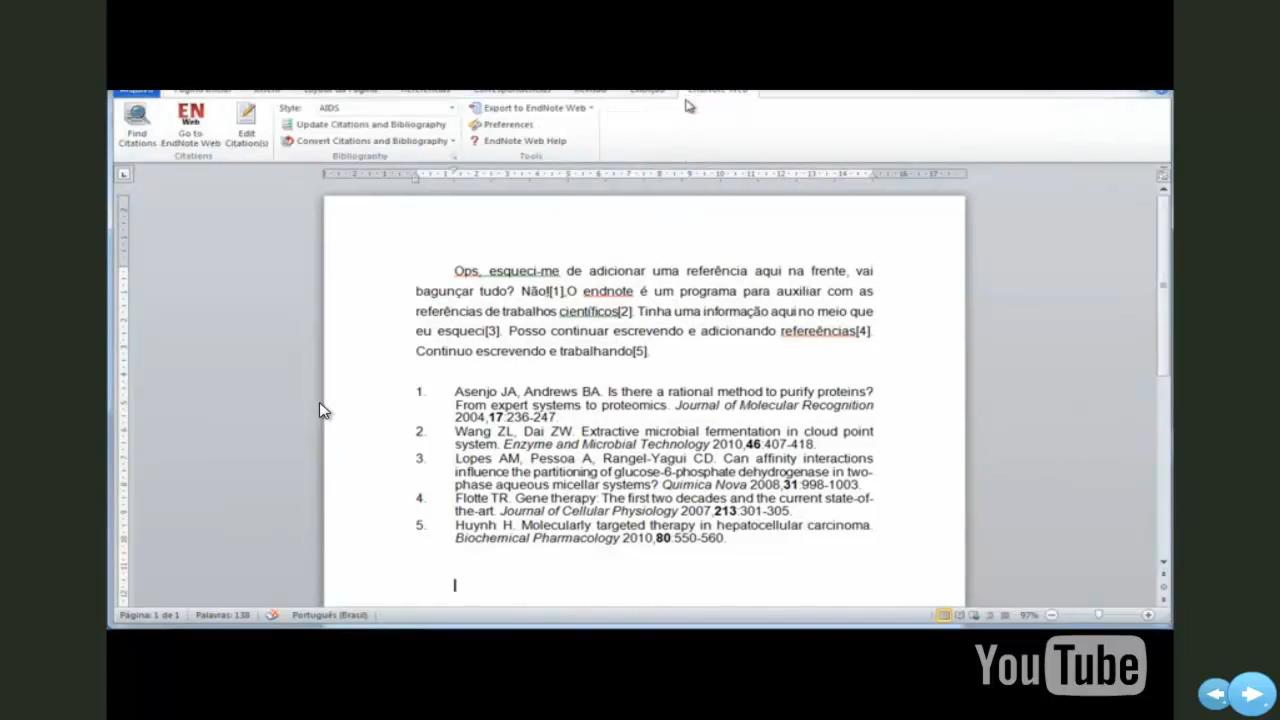 Find Citations
EN Web Go to EndNote Web
Edit Citation(s)
Citations
Style: AIDS
Update Citations and Bibliography
Convert Citations and Bibliography
Bibliography
Export to EndNote Web
Preferences
? EndNote Web Help
Tools
Ops, esqueci-me de adicionar uma referência aqui na frente, vai
bagunçar tudo? Não![1].O endnote é um programa para auxiliar com as
referências de trabalhos científicos[2]. Tinha uma informação aqui no meio que
eu esqueci[3]. Posso continuar escrevendo e adicionando refereências[4].
Continuo escrevendo e trabalhando[5].
1. Asenjo JA, Andrews BA. Is there a rational method to purify proteins?
From expert systems to proteomics. Journal of Molecular Recognition
2004,17:236-247.
2. Wang ZL, Dai ZW. Extractive microbial fermentation in cloud point
system. Enzyme and Microbial Technology 2010,46:407-418.
3. Lopes AM, Pessoa A, Rangel-Yagui CD. Can affinity interactions
influence the partitioning of glucose-6-phosphate dehydrogenase in two-
phase aqueous micellar systems? Quimica Nova 2008,31:998-1003.
4. Flotte TR. Gene therapy: The first two decades and the current state-of-
the-art. Journal of Cellular Physiology 2007,213:301-305.
5. Huynh H. Molecularly targeted therapy in hepatocellular carcinoma.
Biochemical Pharmacology 2010,80:550-560.
Página: 1 de 1 Palavras: 138 Português (Brasil) 97%
YouTube